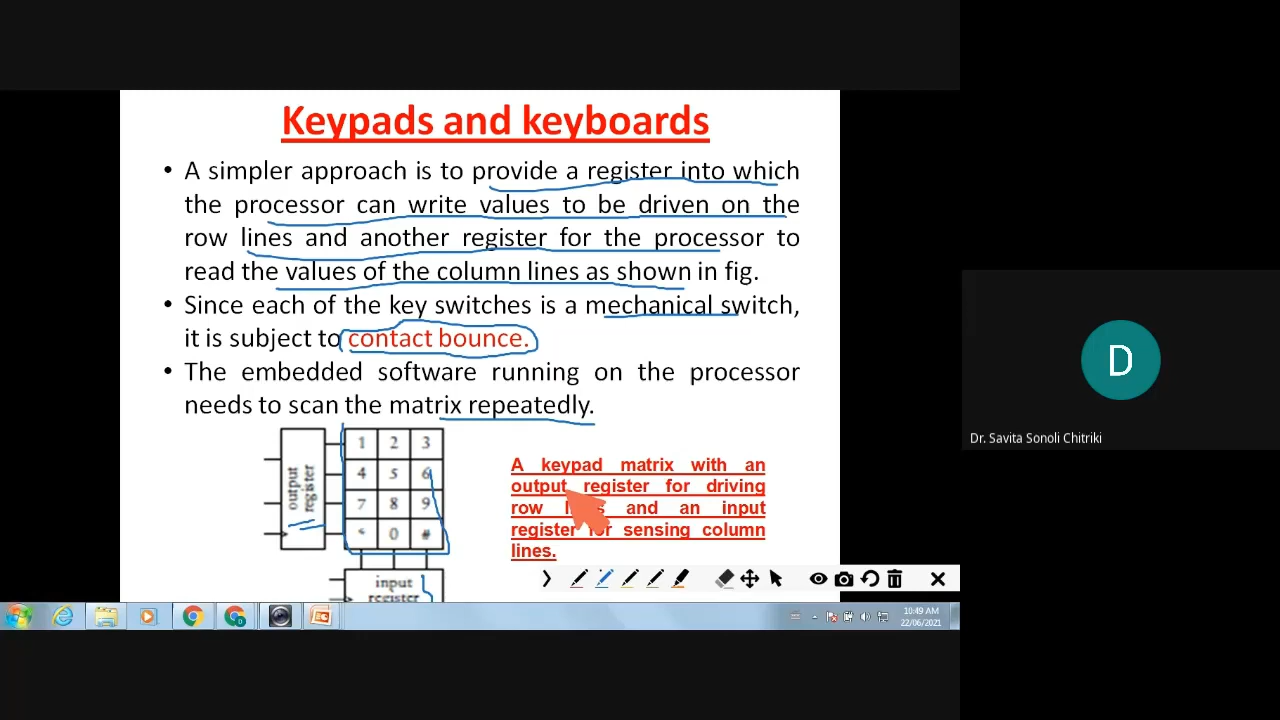 Keypads and keyboards
• A simpler approach is to provide a register into which
the processor can write values to be driven on the
row lines and another register for the processor to
read the values of the column lines as shown in fig.
• Since each of the key switches is a mechanical switch,
it is subject to contact bounce.
• The embedded software running on the processor
needs to scan the matrix repeatedly.
output
register
1 2 3
4 5 6
7 8 9
* 0 #
input
register
A keypad matrix with an
output register for driving
row and an input
register for sensing column
lines.
D
Dr. Savita Sonoli Chitriki
10:49 AM
22/06/2021